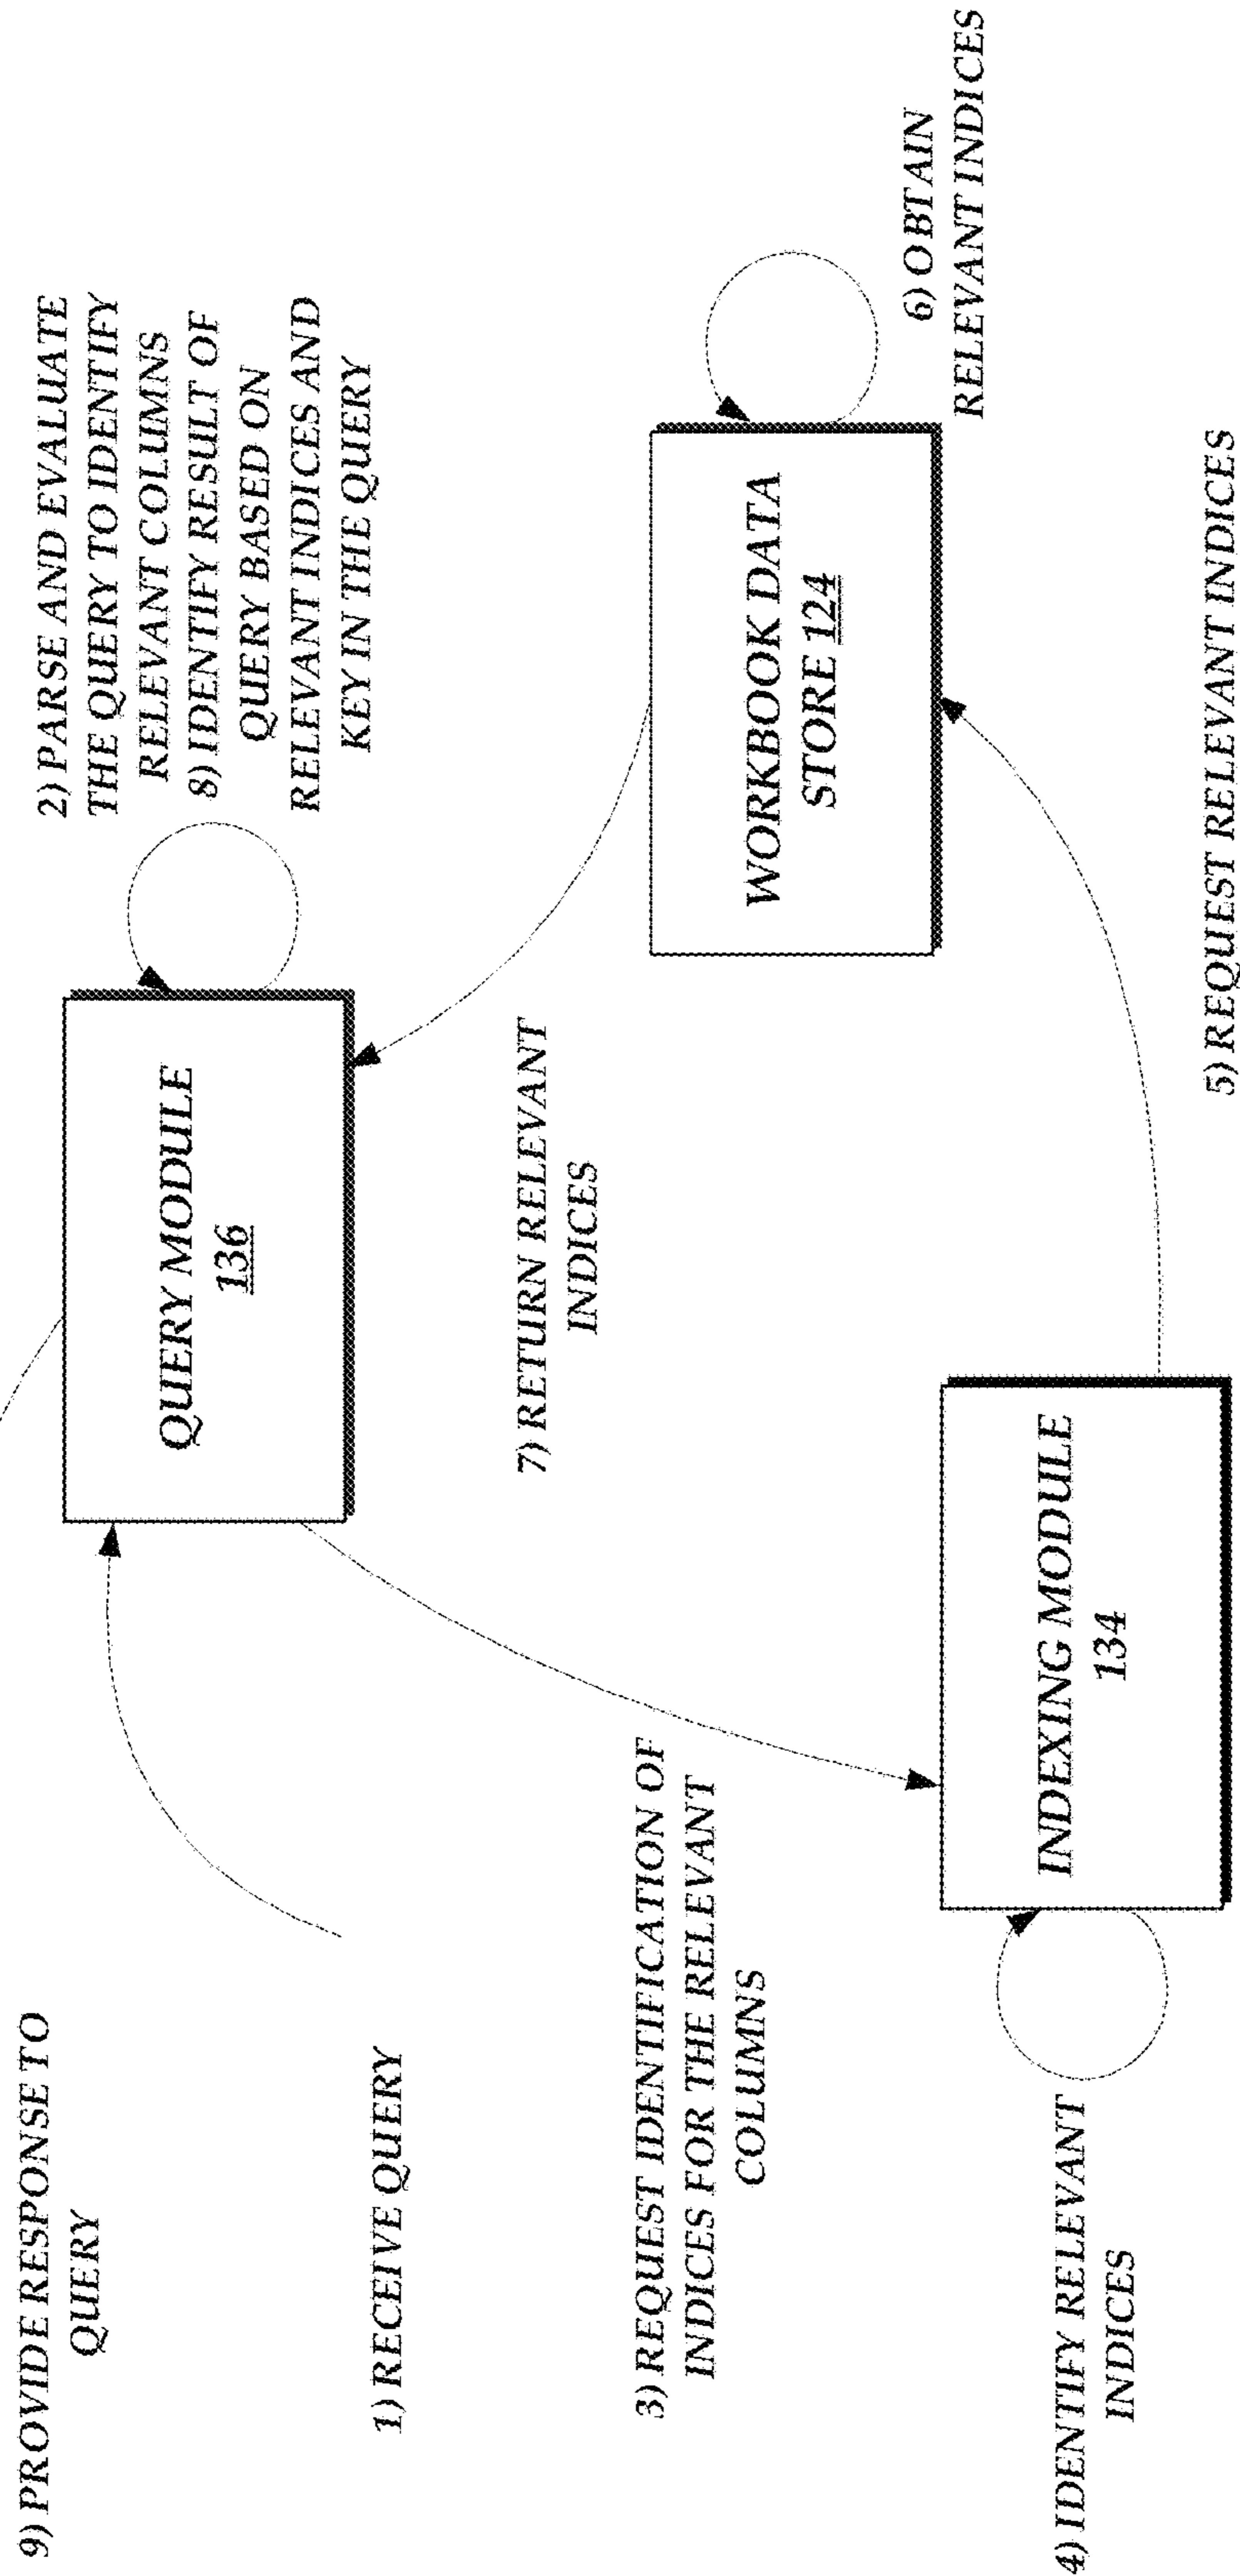 9) PROVIDE RESPONSE TO
QUERY
1) RECEIVE QUERY
QUERY MODULE
136
2) PARSE AND EVALUATE
THE QUERY TO IDENTIFY
RELEVANT COLUMNS
8) IDENTIFY RESULT OF
QUERY BASED ON
RELEVANT INDICES AND
KEY IN THE QUERY
3) REQUEST IDENTIFICATION OF
INDICES FOR THE RELEVANT
COLUMNS
7) RETURN RELEVANT
INDICES
WORKBOOK DATA
STORE 124
6) OBTAIN
RELEVANT INDICES
4) IDENTIFY RELEVANT
INDICES
INDEXING MODULE
134
5) REQUEST RELEVANT INDICES